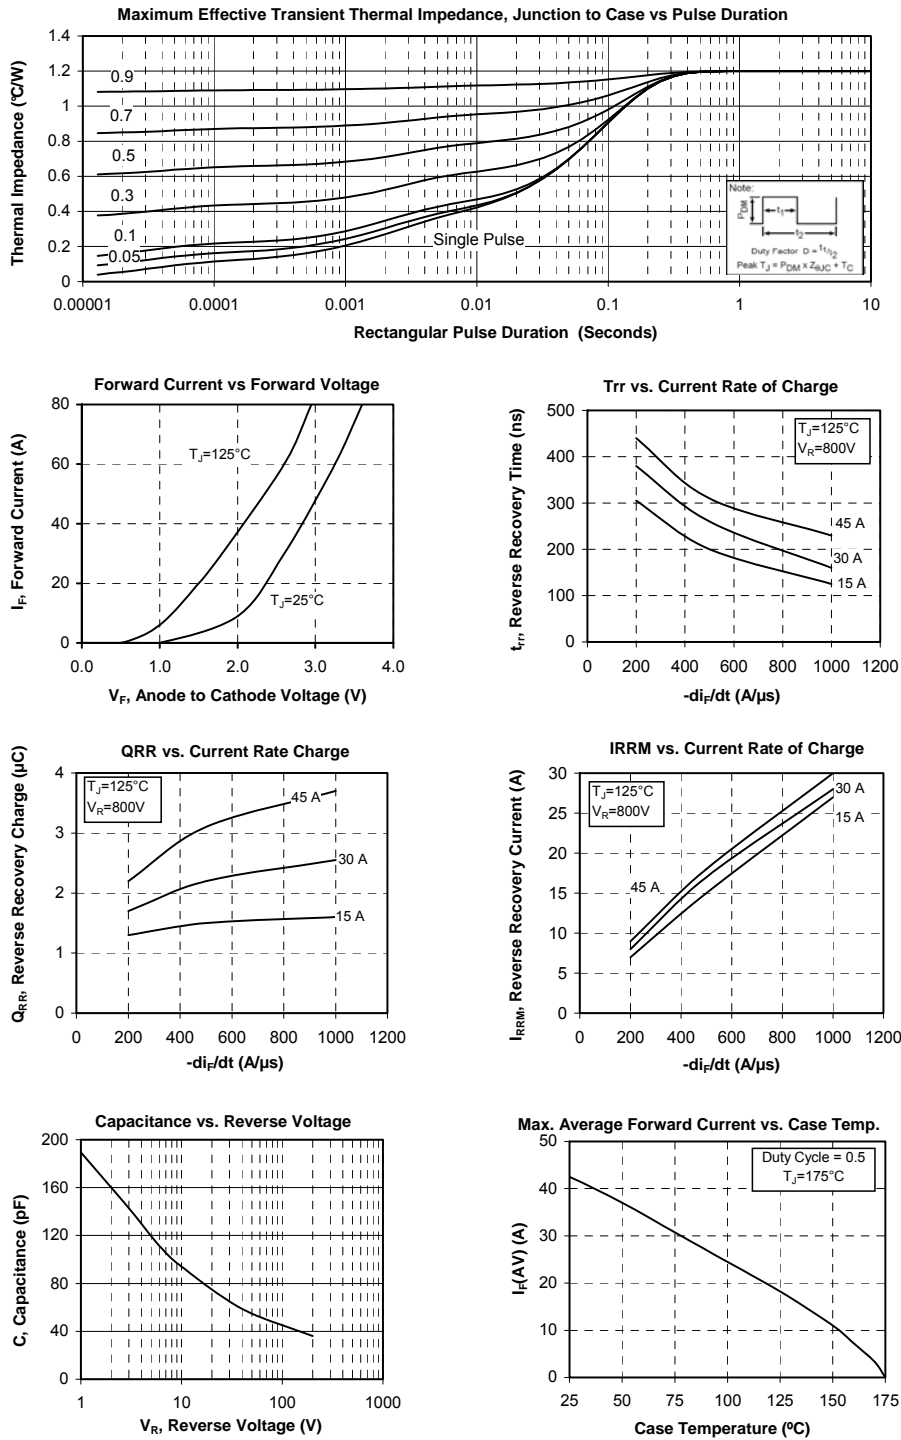 Maximum Effective Transient Thermal Impedance, Junction to Case vs Pulse Duration
Thermal Impedance (ºC/W)
1.4
1.2
1
0.8
0.6
0.4
0.2
0
0.9
0.7
0.5
0.3
0.1
0.05
Single Pulse
Note:
PDM
t1
t2
Duty Factor D = t1/t2
Peak TJ = PDM x ZθJC + TC
0.00001 0.0001 0.001 0.01 0.1 1 10
Rectangular Pulse Duration (Seconds)
Forward Current vs Forward Voltage
IF, Forward Current (A)
80
60
40
20
0
TJ=125°C
TJ=25°C
0.0 1.0 2.0 3.0 4.0
VF, Anode to Cathode Voltage (V)
Trr vs. Current Rate of Charge
trr, Reverse Recovery Time (ns)
500
400
300
200
100
0
TJ=125°C
VR=800V
45 A
30 A
15 A
0 200 400 600 800 1000 1200
-diF/dt (A/µs)
QRR vs. Current Rate Charge
QRR, Reverse Recovery Charge (µC)
4
3
2
1
0
TJ=125°C
VR=800V
45 A
30 A
15 A
0 200 400 600 800 1000 1200
-diF/dt (A/µs)
IRRM vs. Current Rate of Charge
IRRM, Reverse Recovery Current (A)
30
25
20
15
10
5
0
TJ=125°C
VR=800V
30 A
15 A
45 A
0 200 400 600 800 1000 1200
-diF/dt (A/µs)
Capacitance vs. Reverse Voltage
C, Capacitance (pF)
200
160
120
80
40
0
1 10 100 1000
VR, Reverse Voltage (V)
Max. Average Forward Current vs. Case Temp.
IF(AV) (A)
50
40
30
20
10
0
Duty Cycle = 0.5
TJ=175°C
25 50 75 100 125 150 175
Case Temperature (ºC)